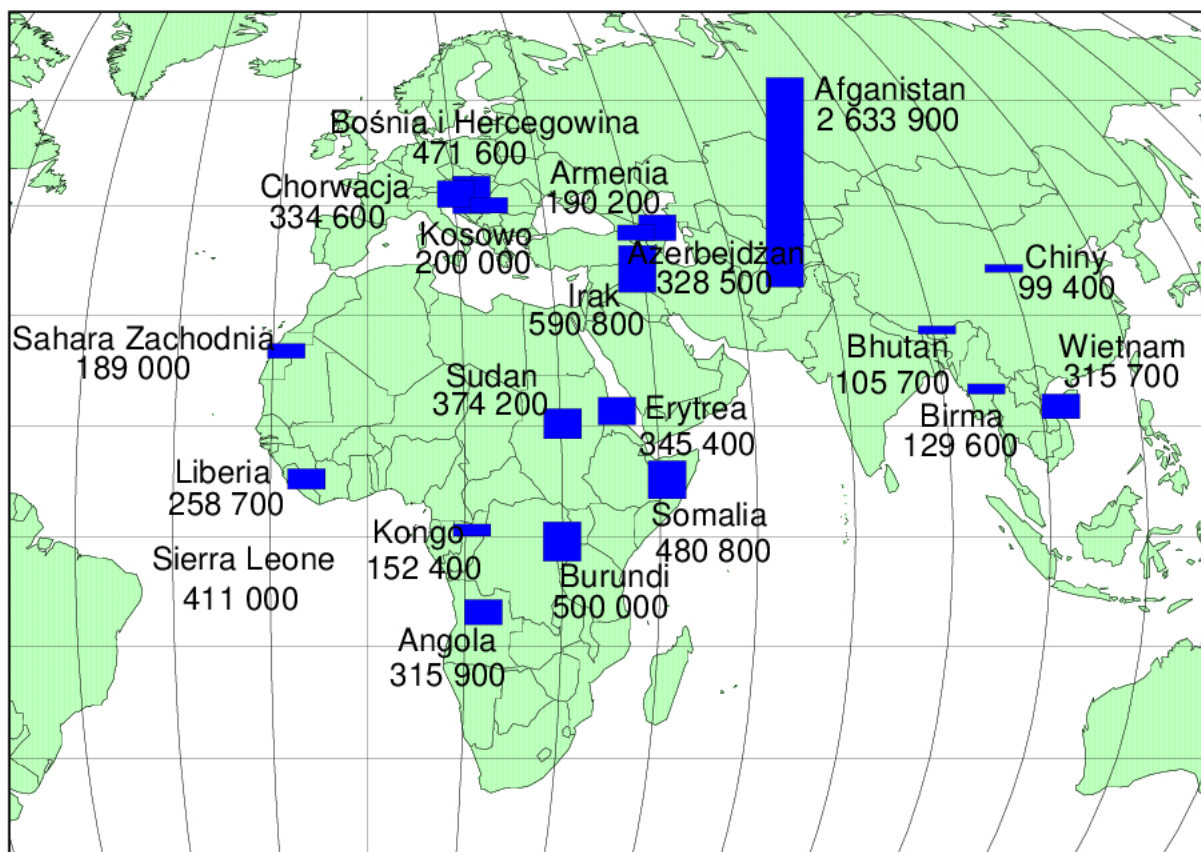 Afganistan
2 633 900
Bośnia i Hercegowina
471 600
Chorwacja
334 600
Armenia
190 200
Kosowo
200 000
Azerbejdżan
328 500
Irak
590 800
Chiny
99 400
Sahara Zachodnia
189 000
Bhutan
105 700
Wietnam
315 700
Sudan
374 200
Erytrea
345 400
Birma
129 600
Liberia
258 700
Somalia
480 800
Kongo
152 400
Sierra Leone
411 000
Burundi
500 000
Angola
315 900